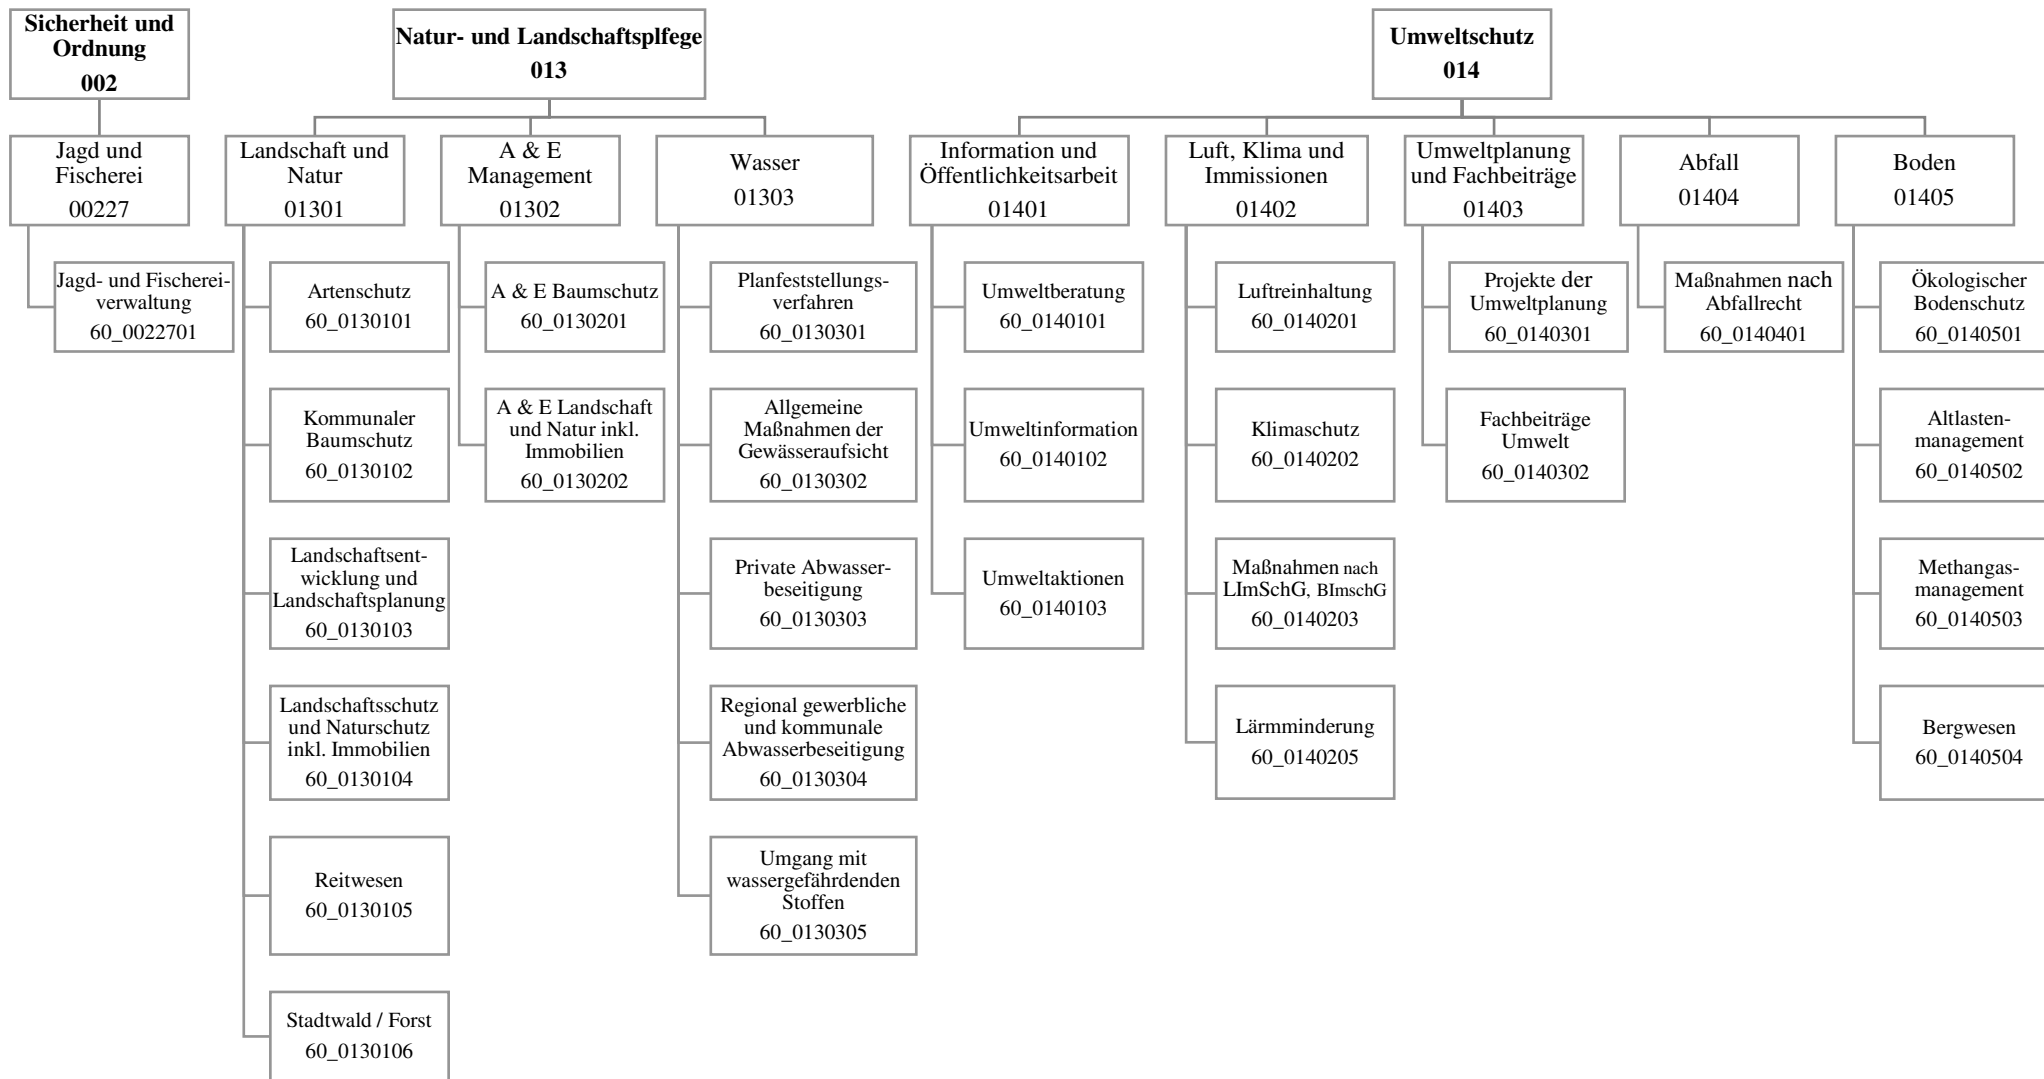 Sicherheit und
Ordnung
002
Natur- und Landschaftsplfege
013
Umweltschutz
014
Jagd und
Fischerei
00227
Landschaft und
Natur
01301
A & E
Management
01302
Wasser
01303
Information und
Öffentlichkeitsarbeit
01401
Luft, Klima und
Immissionen
01402
Umweltplanung
und Fachbeiträge
01403
Abfall
01404
Boden
01405
Jagd- und Fischerei-
verwaltung
60_0022701
Artenschutz
60_0130101
Kommunaler
Baumschutz
60_0130102
Landschaftsent-
wicklung und
Landschaftsplanung
60_0130103
Landschaftsschutz
und Naturschutz
inkl. Immobilien
60_0130104
Reitwesen
60_0130105
Stadtwald / Forst
60_0130106
A & E Baumschutz
60_0130201
A & E Landschaft
und Natur inkl.
Immobilien
60_0130202
Planfeststellungs-
verfahren
60_0130301
Allgemeine
Maßnahmen der
Gewässeraufsicht
60_0130302
Private Abwasser-
beseitigung
60_0130303
Regional gewerbliche
und kommunale
Abwasserbeseitigung
60_0130304
Umgang mit
wassergefährdenden
Stoffen
60_0130305
Umweltberatung
60_0140101
Umweltinformation
60_0140102
Umweltaktionen
60_0140103
Luftreinhaltung
60_0140201
Klimaschutz
60_0140202
Maßnahmen nach
LImSchG, BImschG
60_0140203
Lärmminderung
60_0140205
Projekte der
Umweltplanung
60_0140301
Fachbeiträge
Umwelt
60_0140302
Maßnahmen nach
Abfallrecht
60_0140401
Ökologischer
Bodenschutz
60_0140501
Altlasten-
management
60_0140502
Methangas-
management
60_0140503
Bergwesen
60_0140504